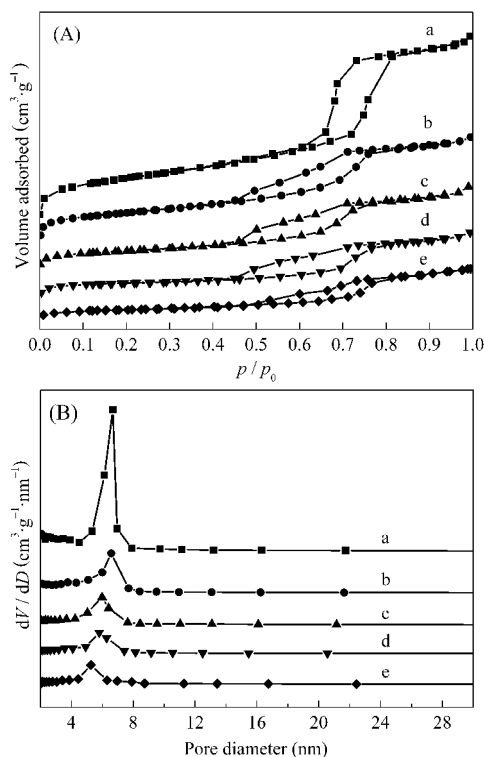 (A)
a
b
c
d
e
Volume adsorbed (cm³·g⁻¹)
0.0 0.1 0.2 0.3 0.4 0.5 0.6 0.7 0.8 0.9 1.0
p / p₀
(B)
a
b
c
d
e
dV / dD (cm³·g⁻¹·nm⁻¹)
4 8 12 16 20 24 28
Pore diameter (nm)